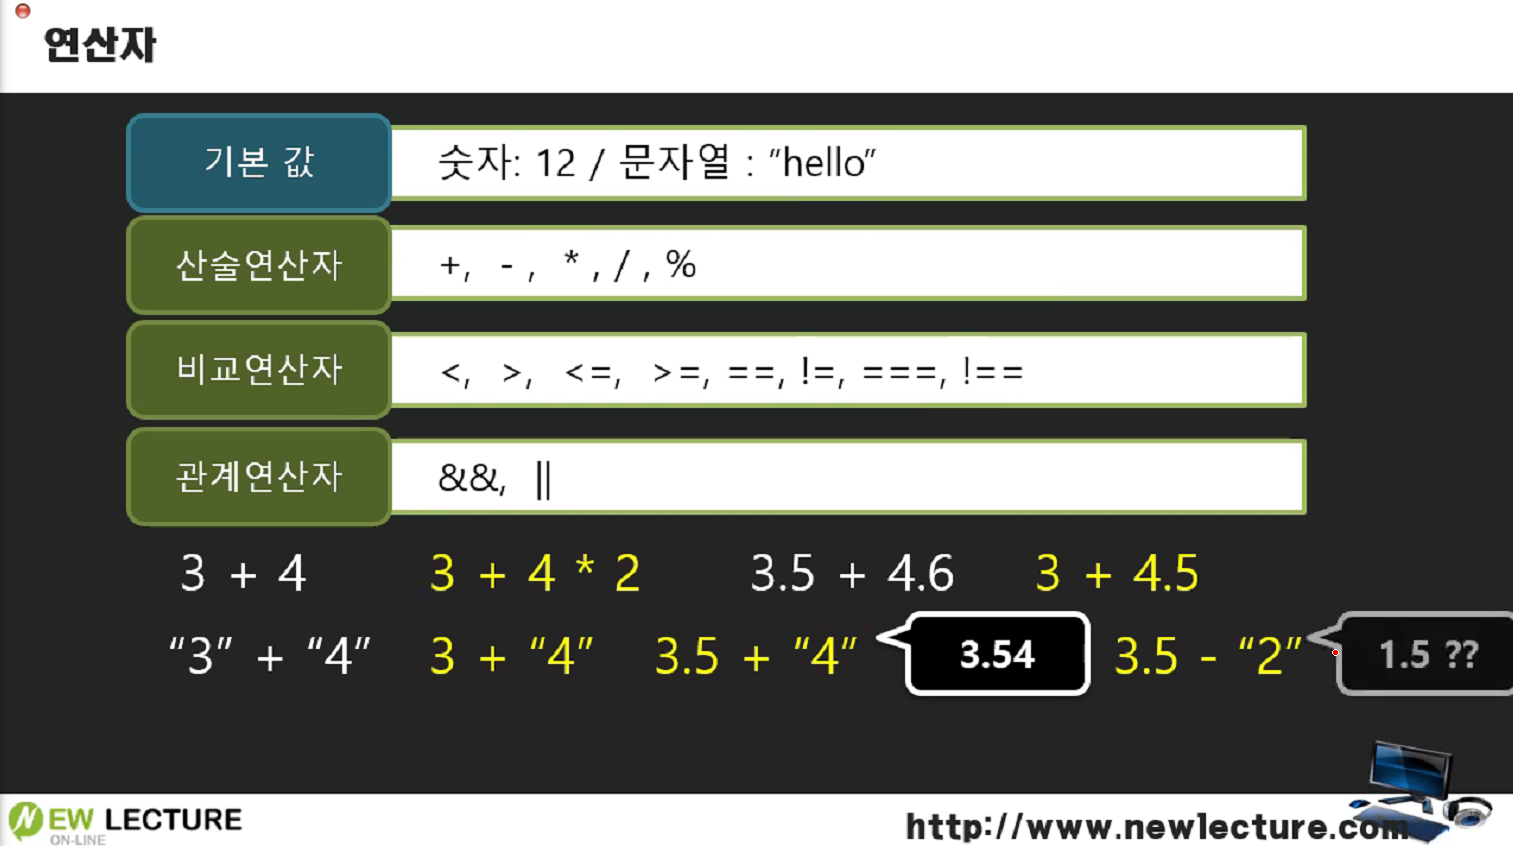 연산자
기본 값
숫자: 12 / 문자열 : “hello”
산술연산자
+, - , * , / , %
비교연산자
<, >, <=, >=, ==, !=, ===, !==
관계연산자
&&, ||
3 + 4 3 + 4 * 2 3.5 + 4.6 3 + 4.5
“3” + “4” 3 + “4” 3.5 + “4” 3.54 3.5 - “2” 1.5 ??
NEW LECTURE
ON-LINE
http://www.newlecture.com